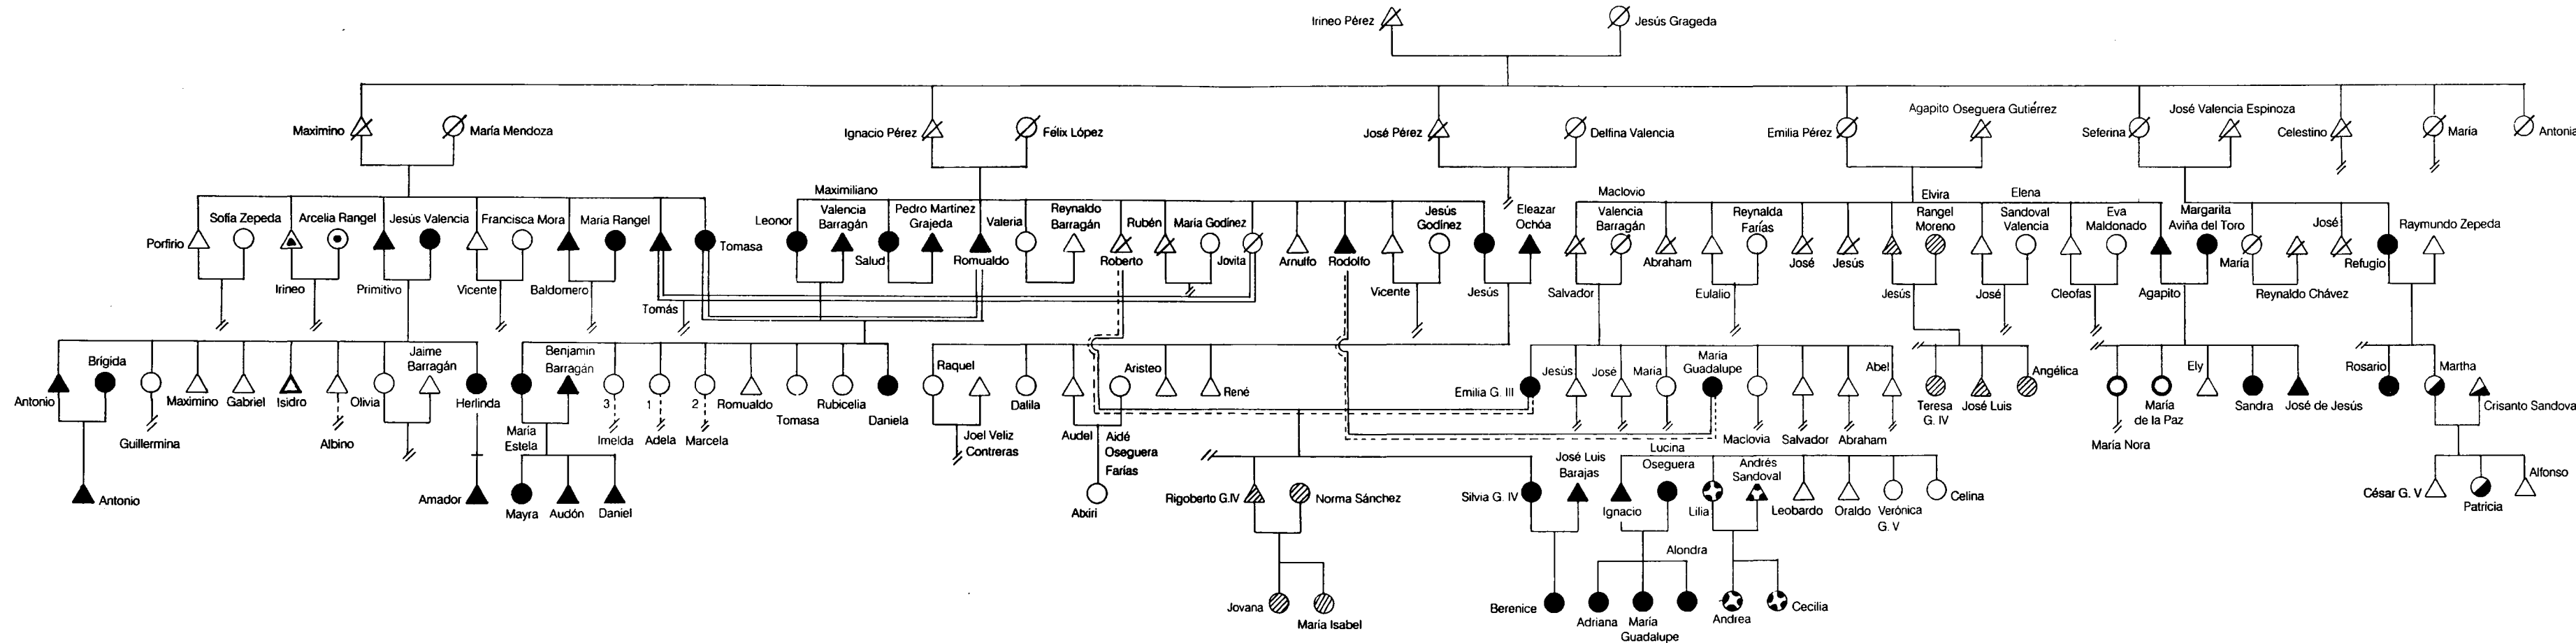 Irineo Pérez
Jesús Grageda
Maximino
María Mendoza
Ignacio Pérez
Félix López
José Pérez
Delfina Valencia
Emilia Pérez
Agapito Oseguera Gutiérrez
Seferina
José Valencia Espinoza
Celestino
María
Antonia
Porfirio
Sofía Zepeda
Irineo
Arcelia Rangel
Primitivo
Jesús Valencia
Vicente
Francisca Mora
Baldomero
María Rangel
Tomás
Tomasa
Leonor
Maximiliano
Valencia
Barragán
Salud
Pedro Martínez
Grajeda
Romualdo
Valeria
Reynaldo
Barragán
Roberto
Rubén
María Godínez
Jovita
Arnulfo
Rodolfo
Vicente
Jesús
Godínez
Jesús
Eleazar
Ochóa
Maclovio
Salvador
Valencia
Barragán
Abraham
Eulalio
Reynalda
Farías
José
Jesús
Jesús
Elvira
Rangel
Moreno
José
Elena
Sandoval
Valencia
Cleofas
Eva
Maldonado
Agapito
Margarita
Aviña del Toro
María
Reynaldo Chávez
José
Refugio
Raymundo Zepeda
Antonio
Brígida
Guillermina
Maximino
Gabriel
Isidro
Albino
Olivia
Jaime
Barragán
Herlinda
María
Estela
Benjamin
Barragán
3
Imelda
1
Adela
2
Marcela
Romualdo
Tomasa
Rubicelia
Daniela
Raquel
Joel Veliz
Contreras
Dalila
Audel
Aidé
Oseguera
Farías
Aristeo
René
Emilia G. III
Jesús
José
María
María
Guadalupe
Maclovia
Salvador
Abraham
Abel
Teresa
G. IV
José Luis
Angélica
María Nora
María
de la Paz
Ely
Sandra
José de Jesús
Rosario
Martha
Crisanto Sandova
Antonio
Amador
Mayra
Audón
Daniel
Atxiri
Rigoberto G.IV
Norma Sánchez
Silvia G. IV
José Luis
Barajas
Ignacio
Lucina
Oseguera
Lilia
Andrés
Sandoval
Leobardo
Oraldo
Verónica
G. V
Celina
César G. V
Patricia
Alfonso
Jovana
María Isabel
Berenice
Adriana
María
Guadalupe
Alondra
Andrea
Cecilia